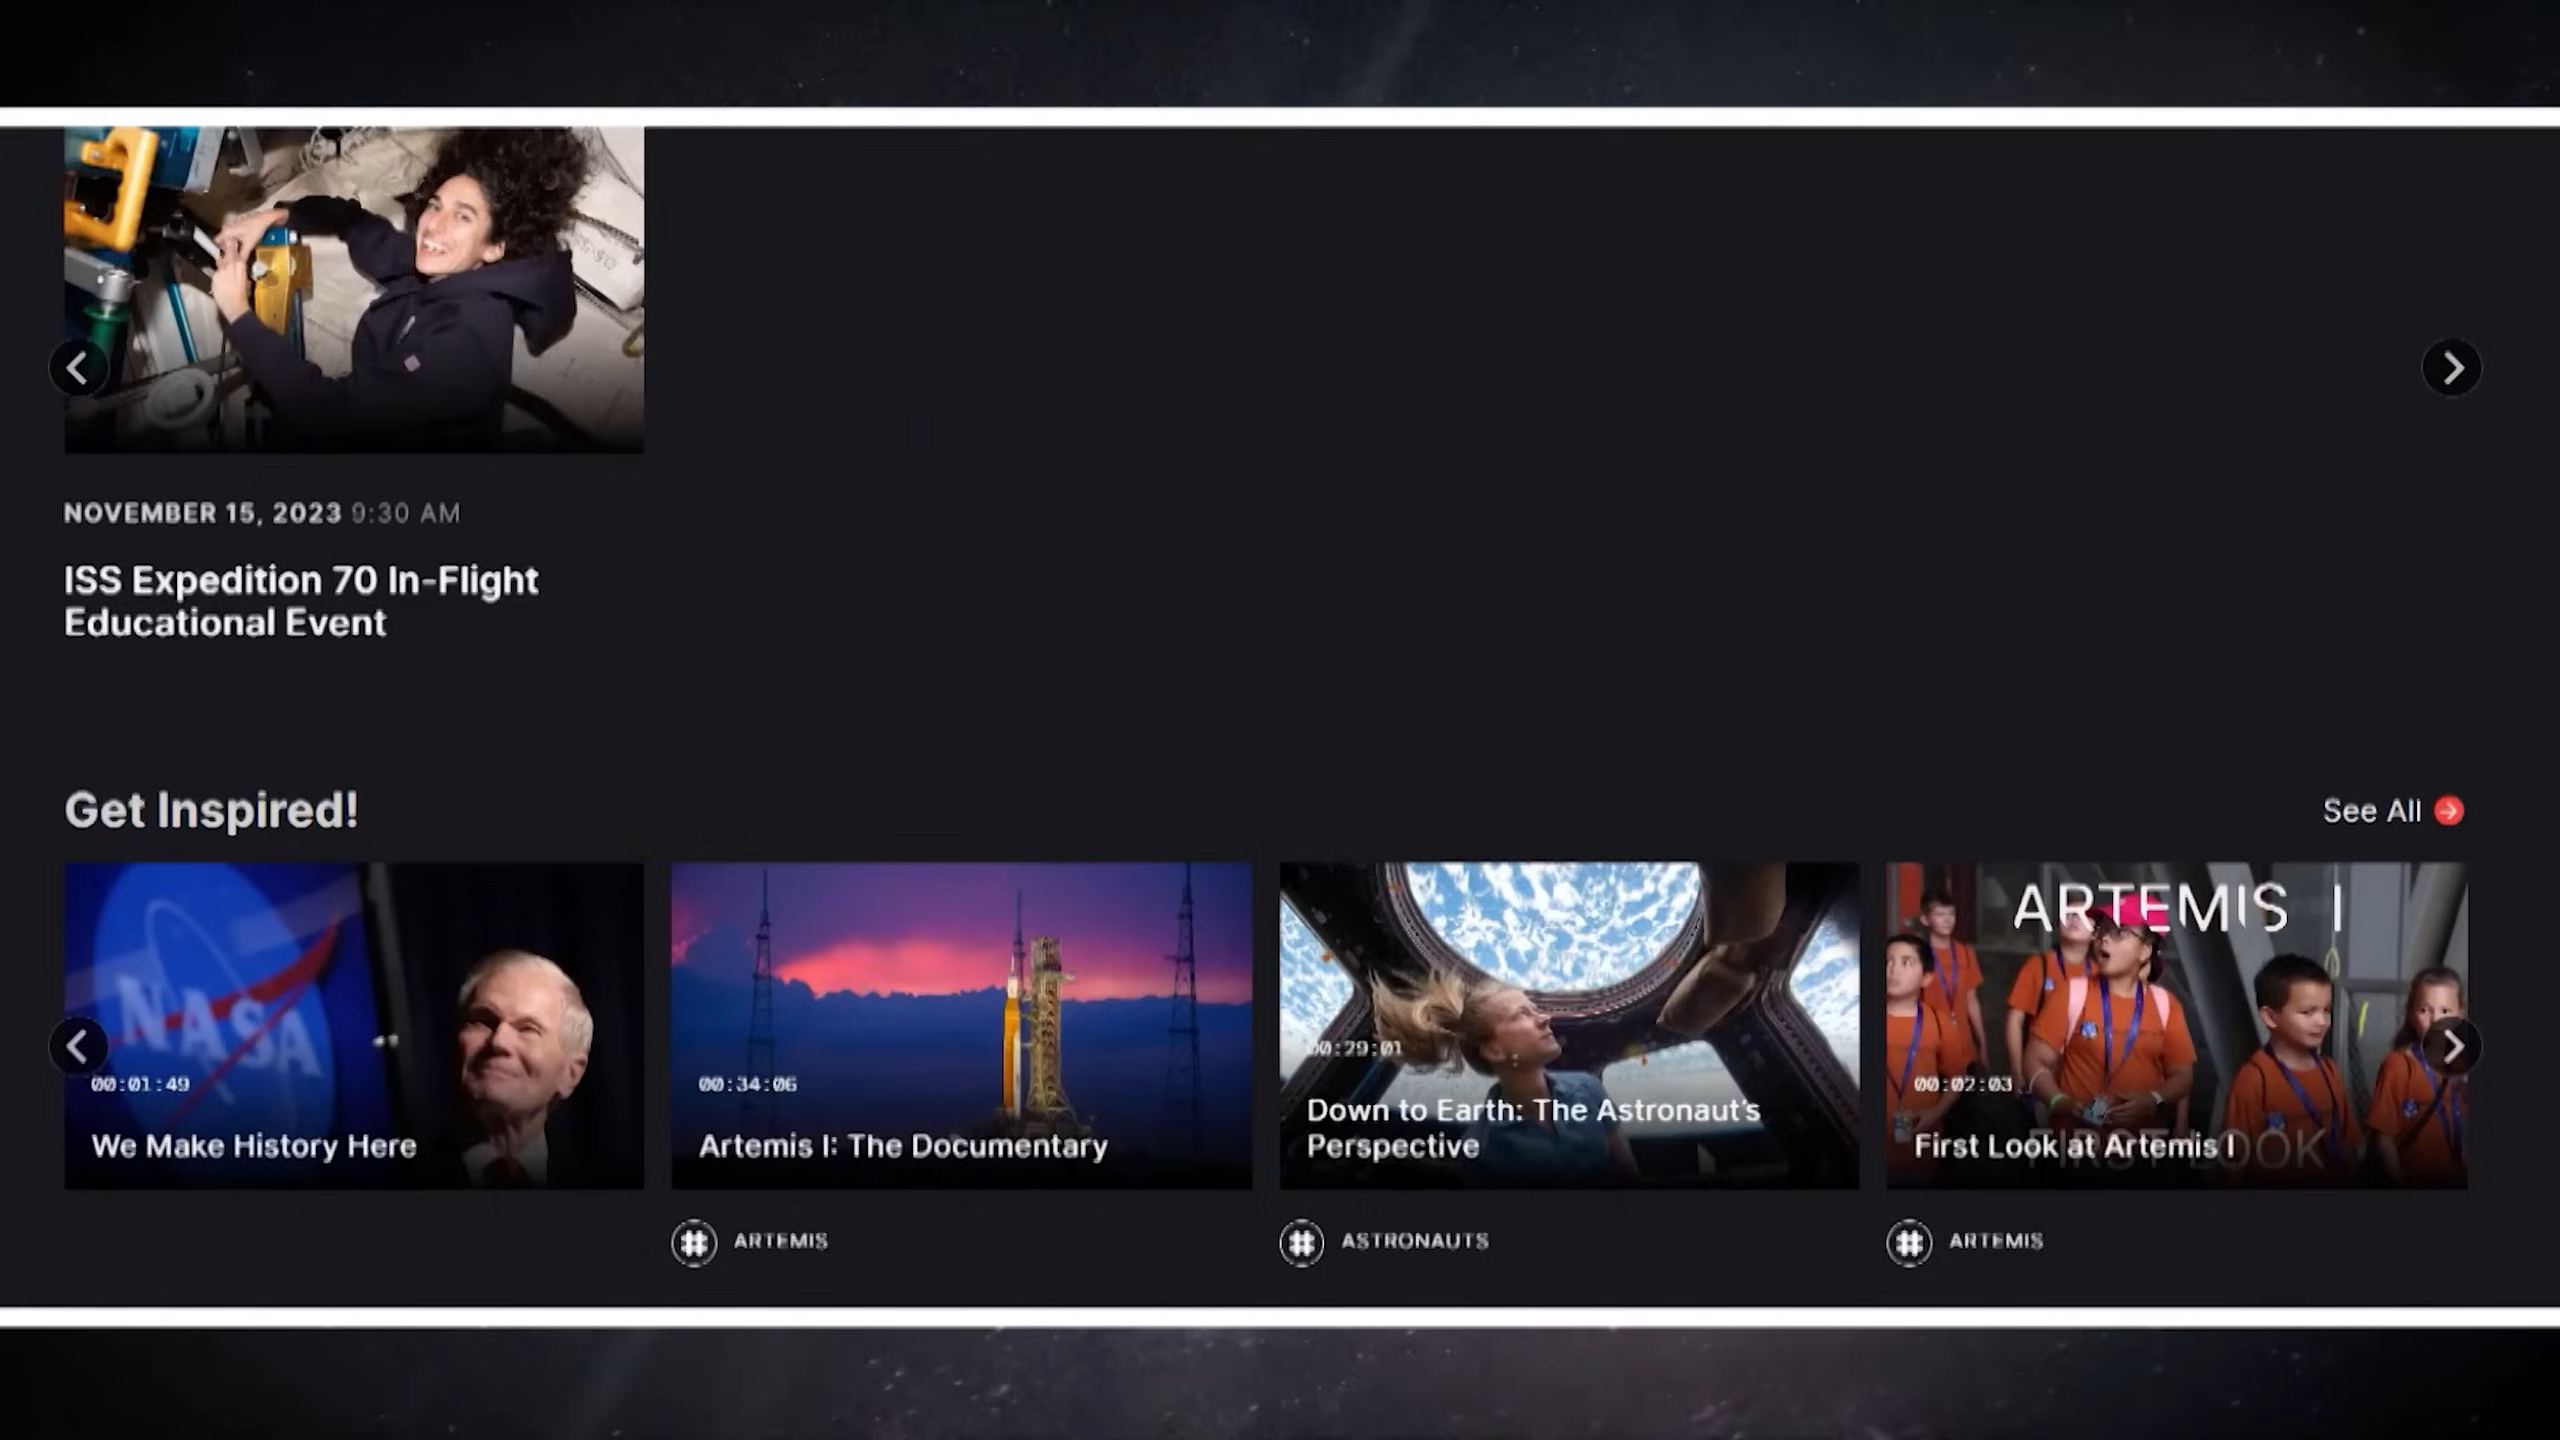 NOVEMBER 15, 2023 9:30 AM
ISS Expedition 70 In-Flight
Educational Event
Get Inspired!
See All
NASA
00:01:49
We Make History Here
00:34:06
Artemis I: The Documentary
ARTEMIS
00:29:01
Down to Earth: The Astronaut's
Perspective
ASTRONAUTS
ARTEMIS I
00:02:03
FIRST LOOK
First Look at Artemis I
ARTEMIS